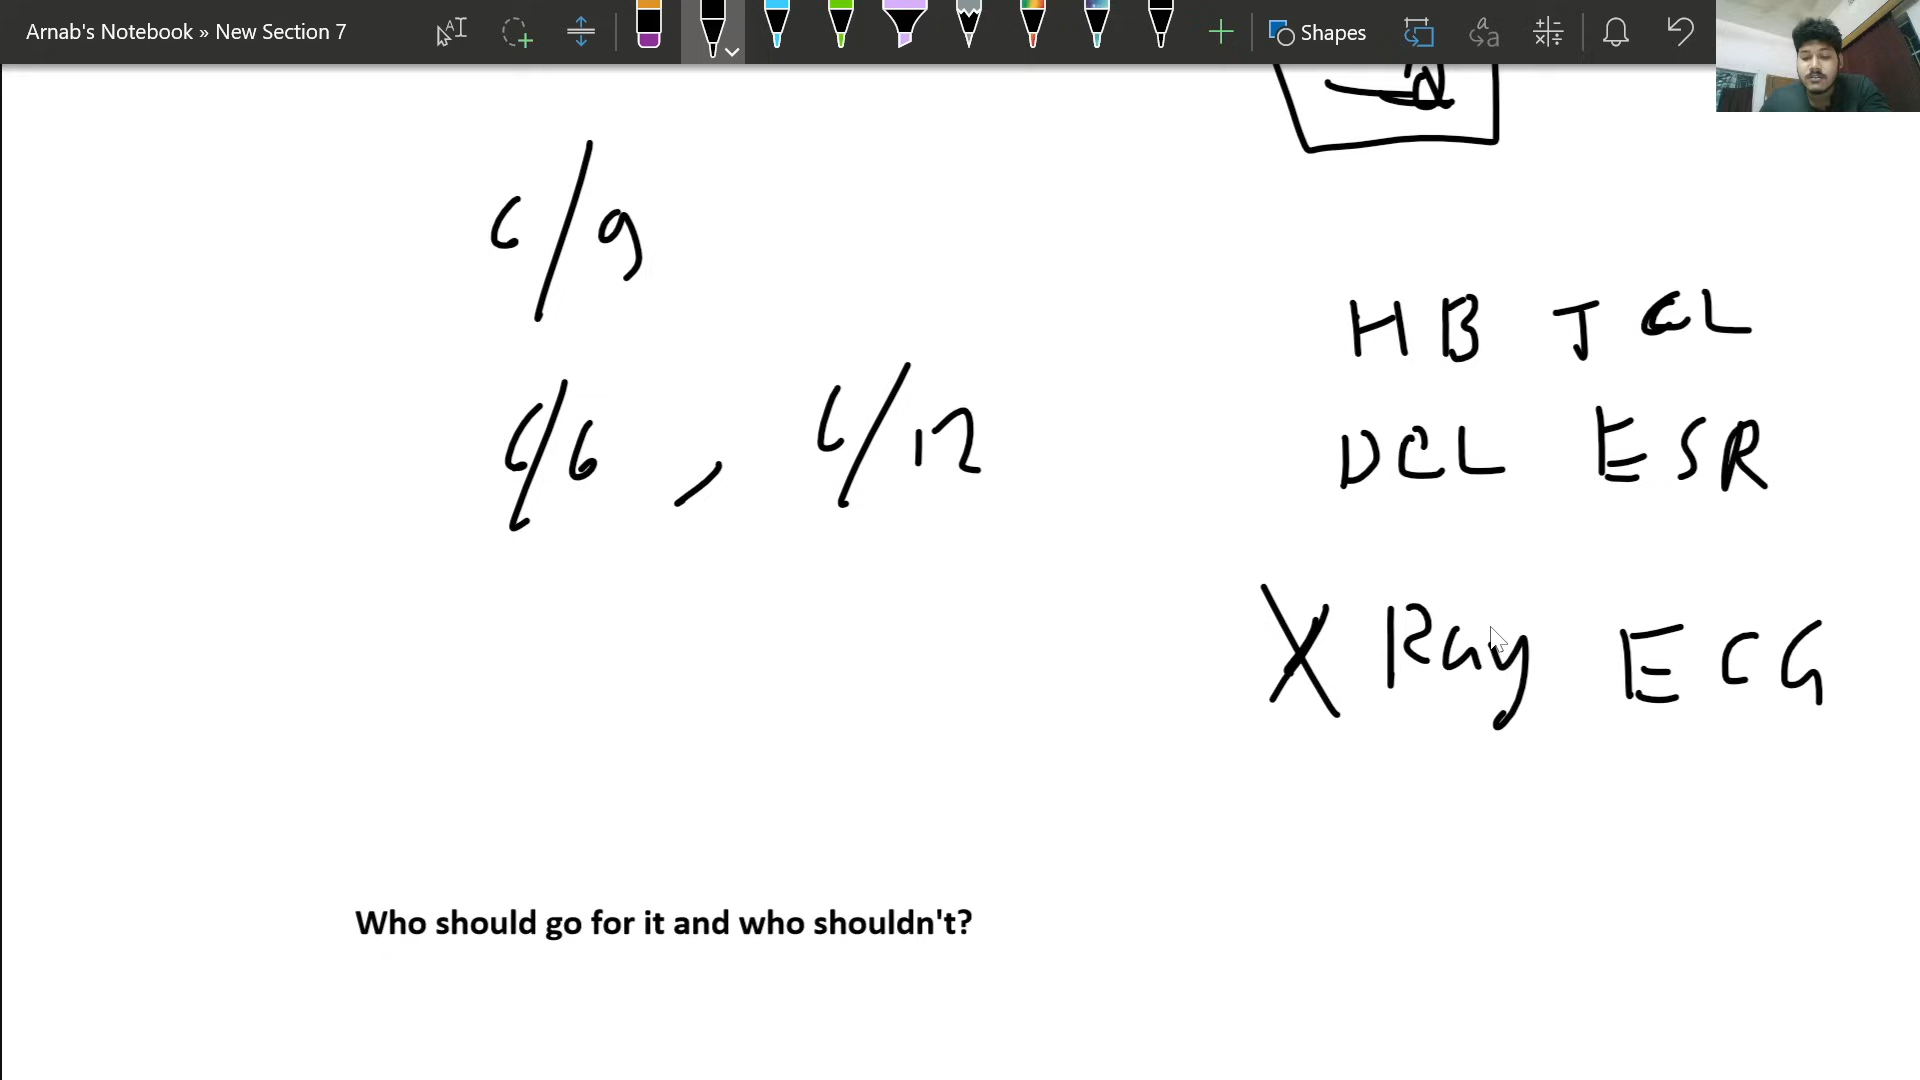 Arnab's Notebook » New Section 7
Shapes
6/9
6/6 , 6/12
HB TCL
DCL ESR
X Ray ECG
Who should go for it and who shouldn't?